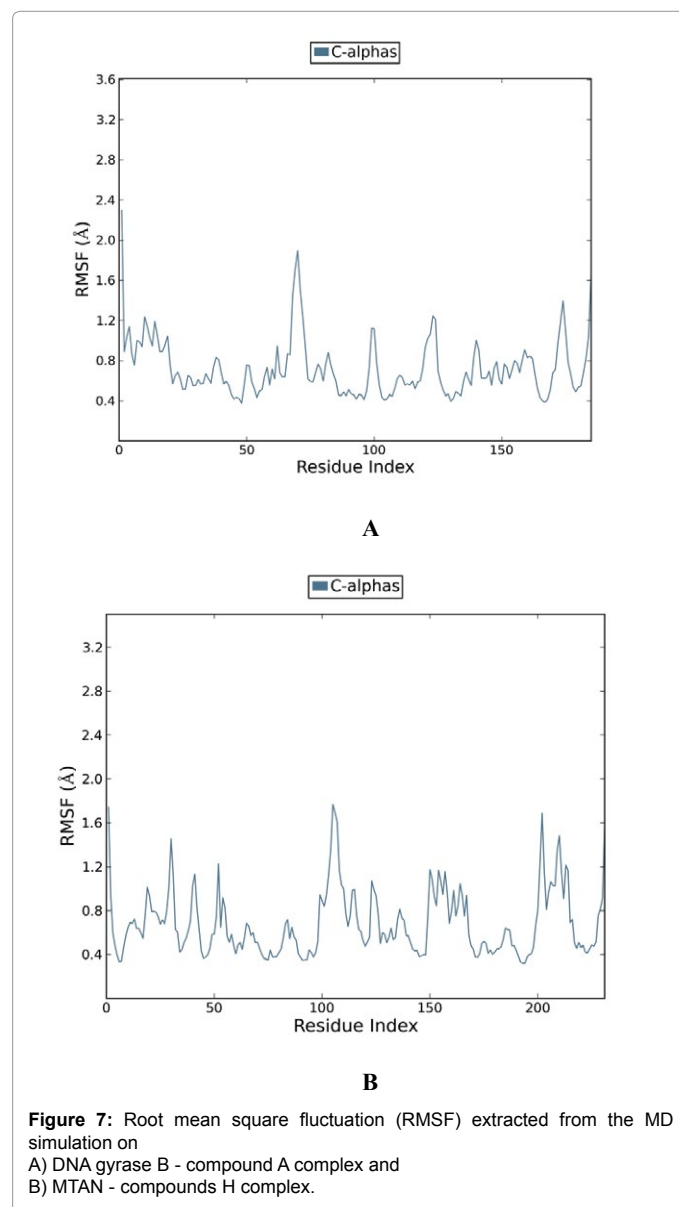 C-alphas
3.6
3.2
2.8
2.4
2.0
1.6
1.2
0.8
0.4
RMSF (Å)
0 50 100 150
Residue Index
A
C-alphas
3.2
2.8
2.4
2.0
1.6
1.2
0.8
0.4
RMSF (Å)
0 50 100 150 200
Residue Index
B
Figure 7: Root mean square fluctuation (RMSF) extracted from the MD
simulation on
A) DNA gyrase B - compound A complex and
B) MTAN - compounds H complex.